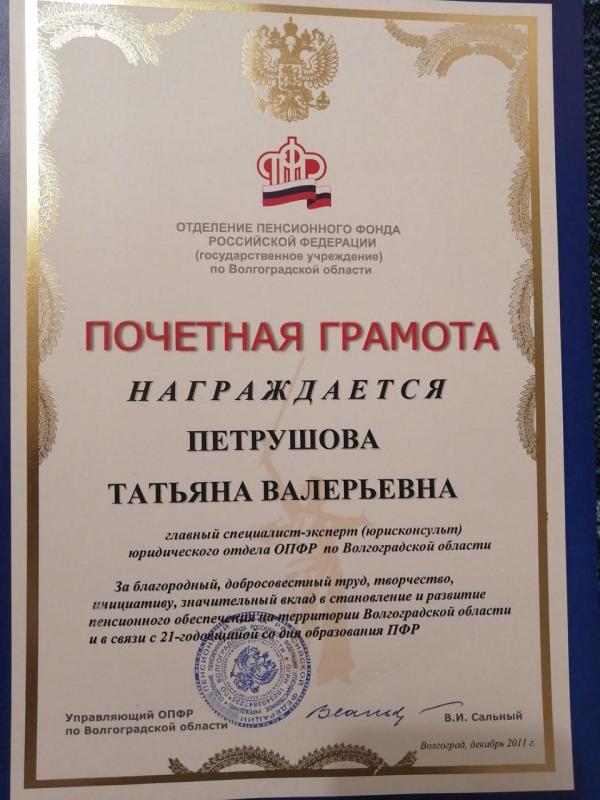 ПФР
ОТДЕЛЕНИЕ ПЕНСИОННОГО ФОНДА
РОССИЙСКОЙ ФЕДЕРАЦИИ
(государственное учреждение)
по Волгоградской области
ПОЧЕТНАЯ ГРАМОТА
НАГРАЖДАЕТСЯ
ПЕТРУШОВА
ТАТЬЯНА ВАЛЕРЬЕВНА
главный специалист-эксперт (юрисконсульт)
юридического отдела ОПФР по Волгоградской области
За благородный, добросовестный труд, творчество,
инициативу, значительный вклад в становление и развитие
пенсионного обеспечения на территории Волгоградской области
и в связи с 21-годовщиной со дня образования ПФР
Управляющий ОПФР
по Волгоградской области
В.И. Сальный
Волгоград, декабрь 2011 г.